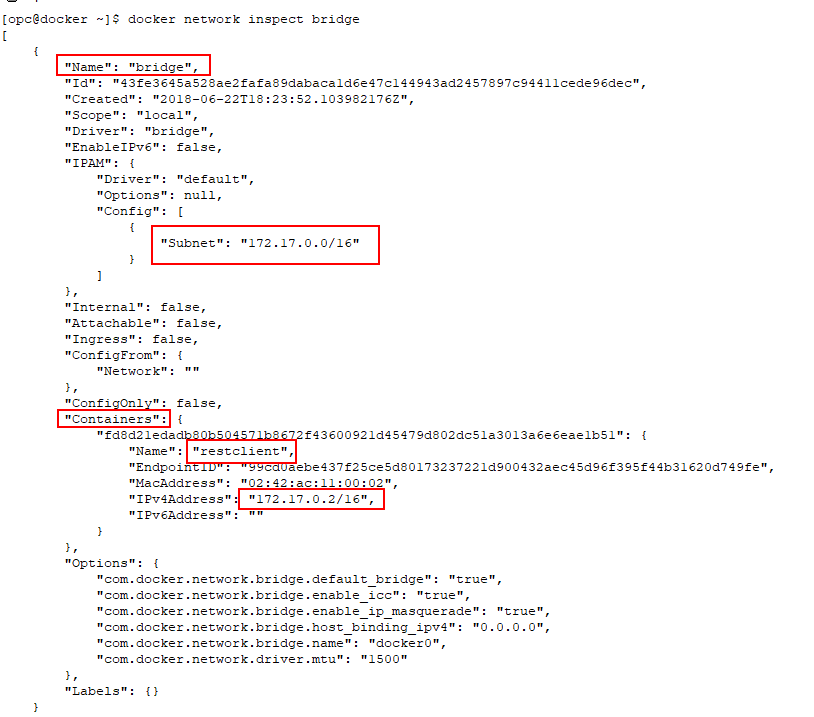 [opc@docker ~]$ docker network inspect bridge
[
    {
        "Name": "bridge",
        "Id": "43fe3645a528ae2fafa89dabaca1d6e47c144943ad2457897c94411cede96dec",
        "Created": "2018-06-22T18:23:52.103982176Z",
        "Scope": "local",
        "Driver": "bridge",
        "EnableIPv6": false,
        "IPAM": {
            "Driver": "default",
            "Options": null,
            "Config": [
                {
                    "Subnet": "172.17.0.0/16"
                }
            ]
        },
        "Internal": false,
        "Attachable": false,
        "Ingress": false,
        "ConfigFrom": {
            "Network": ""
        },
        "ConfigOnly": false,
        "Containers": {
            "fd8d21edadb80b504571b8672f43600921d45479d802dc51a3013a6e6eae1b51": {
                "Name": "restclient",
                "EndpointID": "99cd0aebe437f25ce5d80173237221d900432aec45d96f395f44b31620d749fe",
                "MacAddress": "02:42:ac:11:00:02",
                "IPv4Address": "172.17.0.2/16",
                "IPv6Address": ""
            }
        },
        "Options": {
            "com.docker.network.bridge.default_bridge": "true",
            "com.docker.network.bridge.enable_icc": "true",
            "com.docker.network.bridge.enable_ip_masquerade": "true",
            "com.docker.network.bridge.host_binding_ipv4": "0.0.0.0",
            "com.docker.network.bridge.name": "docker0",
            "com.docker.network.driver.mtu": "1500"
        },
        "Labels": {}
    }